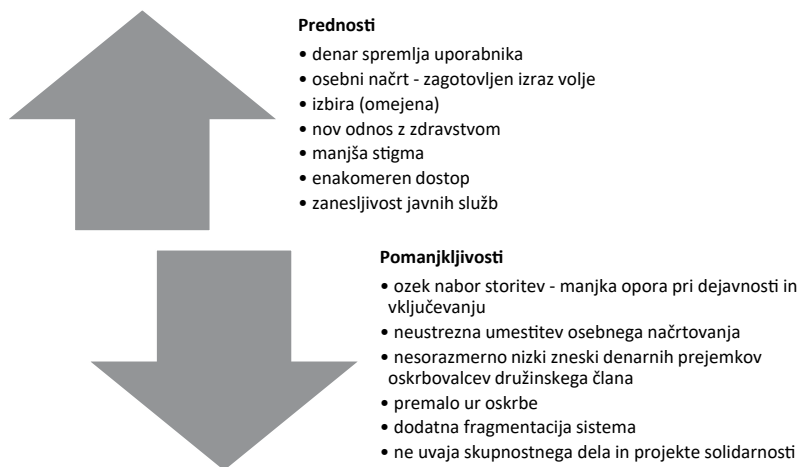 Prednosti
• denar spremlja uporabnika
• osebni načrt - zagotovljen izraz volje
• izbira (omejena)
• nov odnos z zdravstvom
• manjša stigma
• enakomeren dostop
• zanesljivost javnih služb
Pomanjkljivosti
• ozek nabor storitev - manjka opora pri dejavnosti in
vključevanju
• neustrezna umestitev osebnega načrtovanja
• nesorazmerno nizki zneski denarnih prejemkov
oskrbovalcev družinskega člana
• premalo ur oskrbe
• dodatna fragmentacija sistema
• ne uvaja skupnostnega dela in projekte solidarnosti